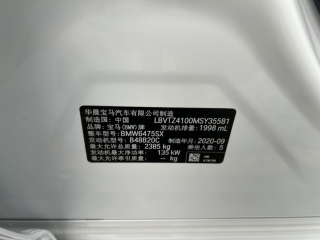 华晨宝马汽车有限公司制造
制造国：中国 LBVTZ4100MSY35581
品牌：宝马(BMW)牌 发动机排量：1998 mL
整车型号：BMW6475SX
发动机型号：B48B20C 制造年月：2020-09
最大允许总质量：2385 kg 乘坐人数：5
发动机最大净功率：135 kW
最大允许牵引质量：-- kg